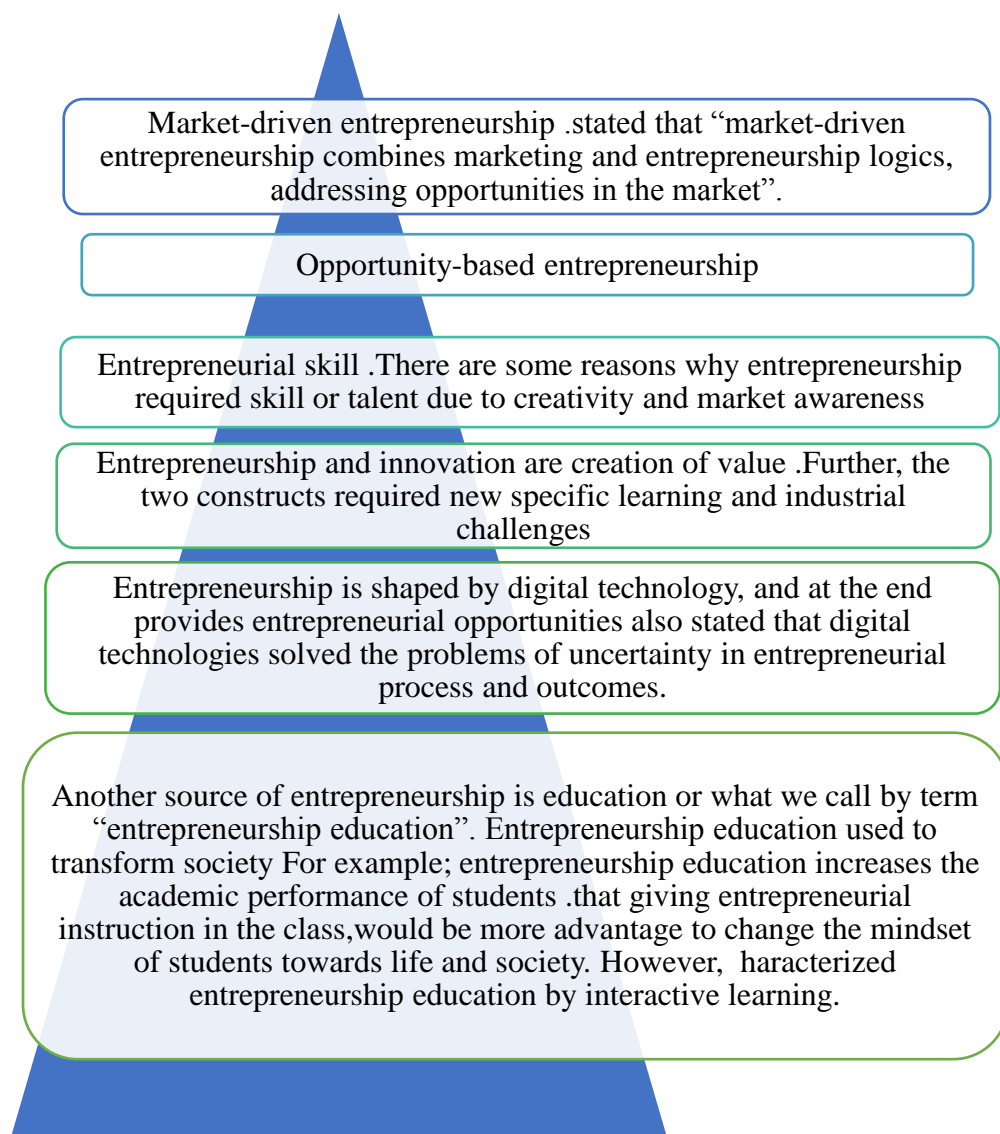 Market-driven entrepreneurship .stated that “market-driven
entrepreneurship combines marketing and entrepreneurship logics,
addressing opportunities in the market”.
Opportunity-based entrepreneurship
Entrepreneurial skill .There are some reasons why entrepreneurship
required skill or talent due to creativity and market awareness
Entrepreneurship and innovation are creation of value .Further, the
two constructs required new specific learning and industrial
challenges
Entrepreneurship is shaped by digital technology, and at the end
provides entrepreneurial opportunities also stated that digital
technologies solved the problems of uncertainty in entrepreneurial
process and outcomes.
Another source of entrepreneurship is education or what we call by term
“entrepreneurship education”. Entrepreneurship education used to
transform society For example; entrepreneurship education increases the
academic performance of students .that giving entrepreneurial
instruction in the class,would be more advantage to change the mindset
of students towards life and society. However,  haracterized
entrepreneurship education by interactive learning.